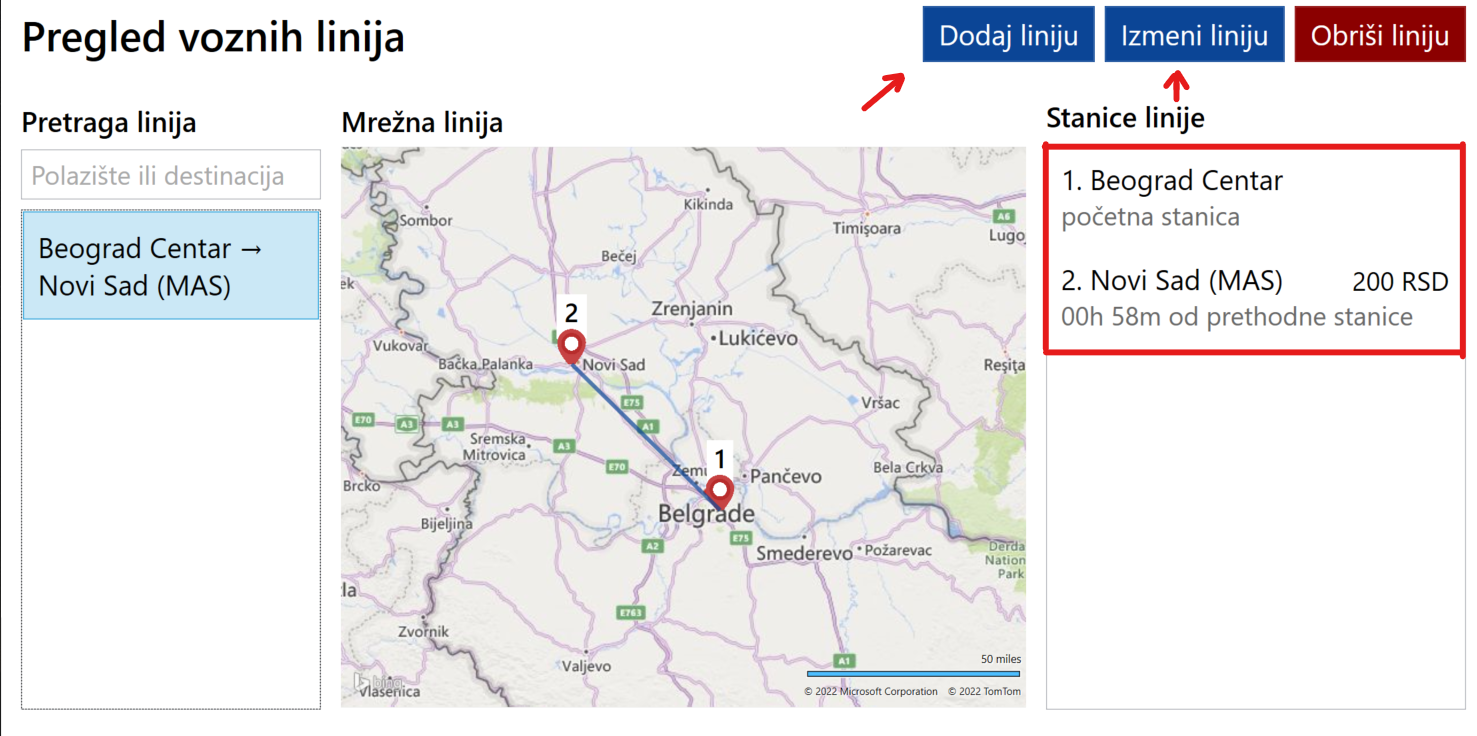 Pregled voznih linija
Dodaj liniju
Izmeni liniju
Obriši liniju
Pretraga linija
Mrežna linija
Stanice linije
Polazište ili destinacija
Beograd Centar →
Novi Sad (MAS)
1. Beograd Centar
početna stanica
2. Novi Sad (MAS) 200 RSD
00h 58m od prethodne stanice
Kikinda
Sombor
Timişoara
A6
Lugo
Bečej
ek
Zrenjanin
2
Lukićevo
Vukovar
Bačka Palanka
Novi Sad
Reşiţa
E75
Vršac
E70
A3
A3
A1
Sremska
Mitrovica
A3
E70
Zemu
1
Pančevo
Bela Crkva
Brcko
Belgrade
Bijeljina
E75
A2
Smederevo
Požarevac
Derda
Nation
Park
la
E763
Zvornik
Valjevo
A1
50 miles
bing
Vlasenica
© 2022 Microsoft Corporation © 2022 TomTom